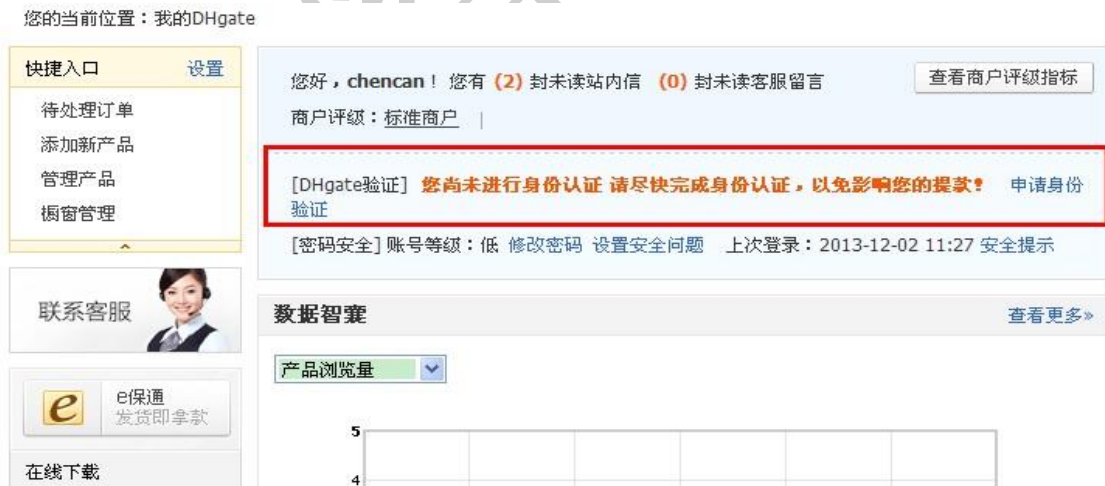 您的当前位置：我的DHgate
快捷入口 设置
待处理订单
添加新产品
管理产品
橱窗管理
联系客服
e保通
发货即拿款
在线下载
您好，chencan！ 您有 (2) 封未读站内信 (0) 封未读客服留言 查看商户评级指标
商户评级：标准商户 |
[DHgate验证] 您尚未进行身份认证 请尽快完成身份认证，以免影响您的提款！ 申请身份
验证
[密码安全] 账号等级：低 修改密码 设置安全问题 上次登录：2013-12-02 11:27 安全提示
数据智囊 查看更多»
产品浏览量
5
4